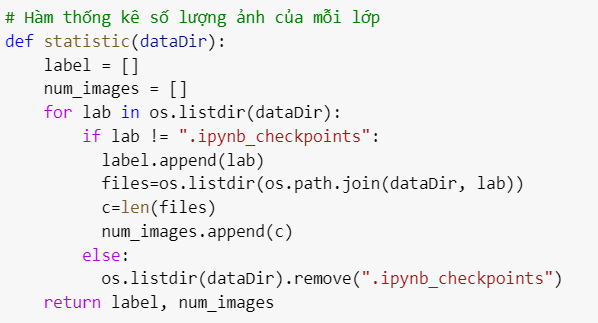 # Hàm thống kê số lượng ảnh của mỗi lớp
def statistic(dataDir):
    label = []
    num_images = []
    for lab in os.listdir(dataDir):
        if lab != ".ipynb_checkpoints":
          label.append(lab)
          files=os.listdir(os.path.join(dataDir, lab))
          c=len(files)
          num_images.append(c)
        else:
          os.listdir(dataDir).remove(".ipynb_checkpoints")
    return label, num_images